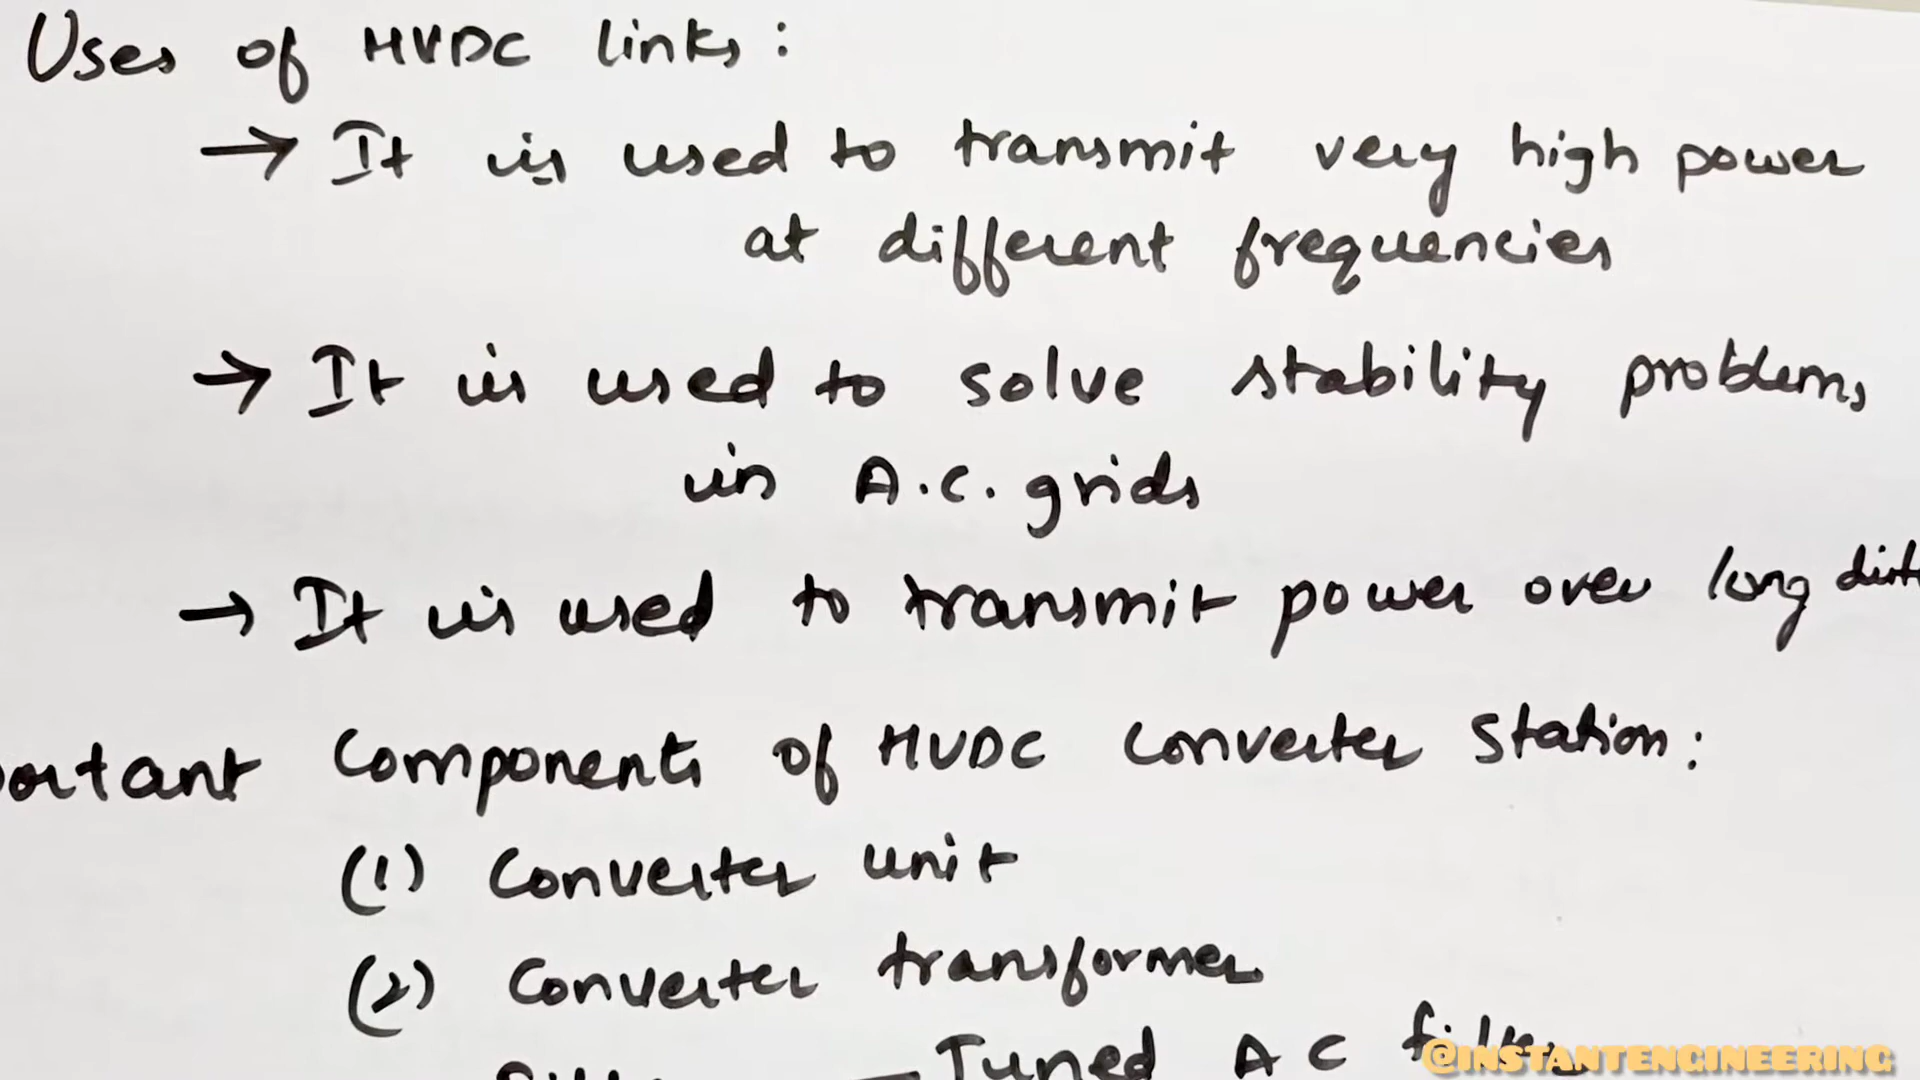 Uses of HVDC links:
→ It is used to transmit very high power
at different frequencies
→ It is used to solve stability problems
in A.C. grids
→ It is used to transmit power over long
Components of HVDC Converter Station:
(1) Converter unit
(2) Converter transformer
— Tuned AC
@INSTANTENGINEERING